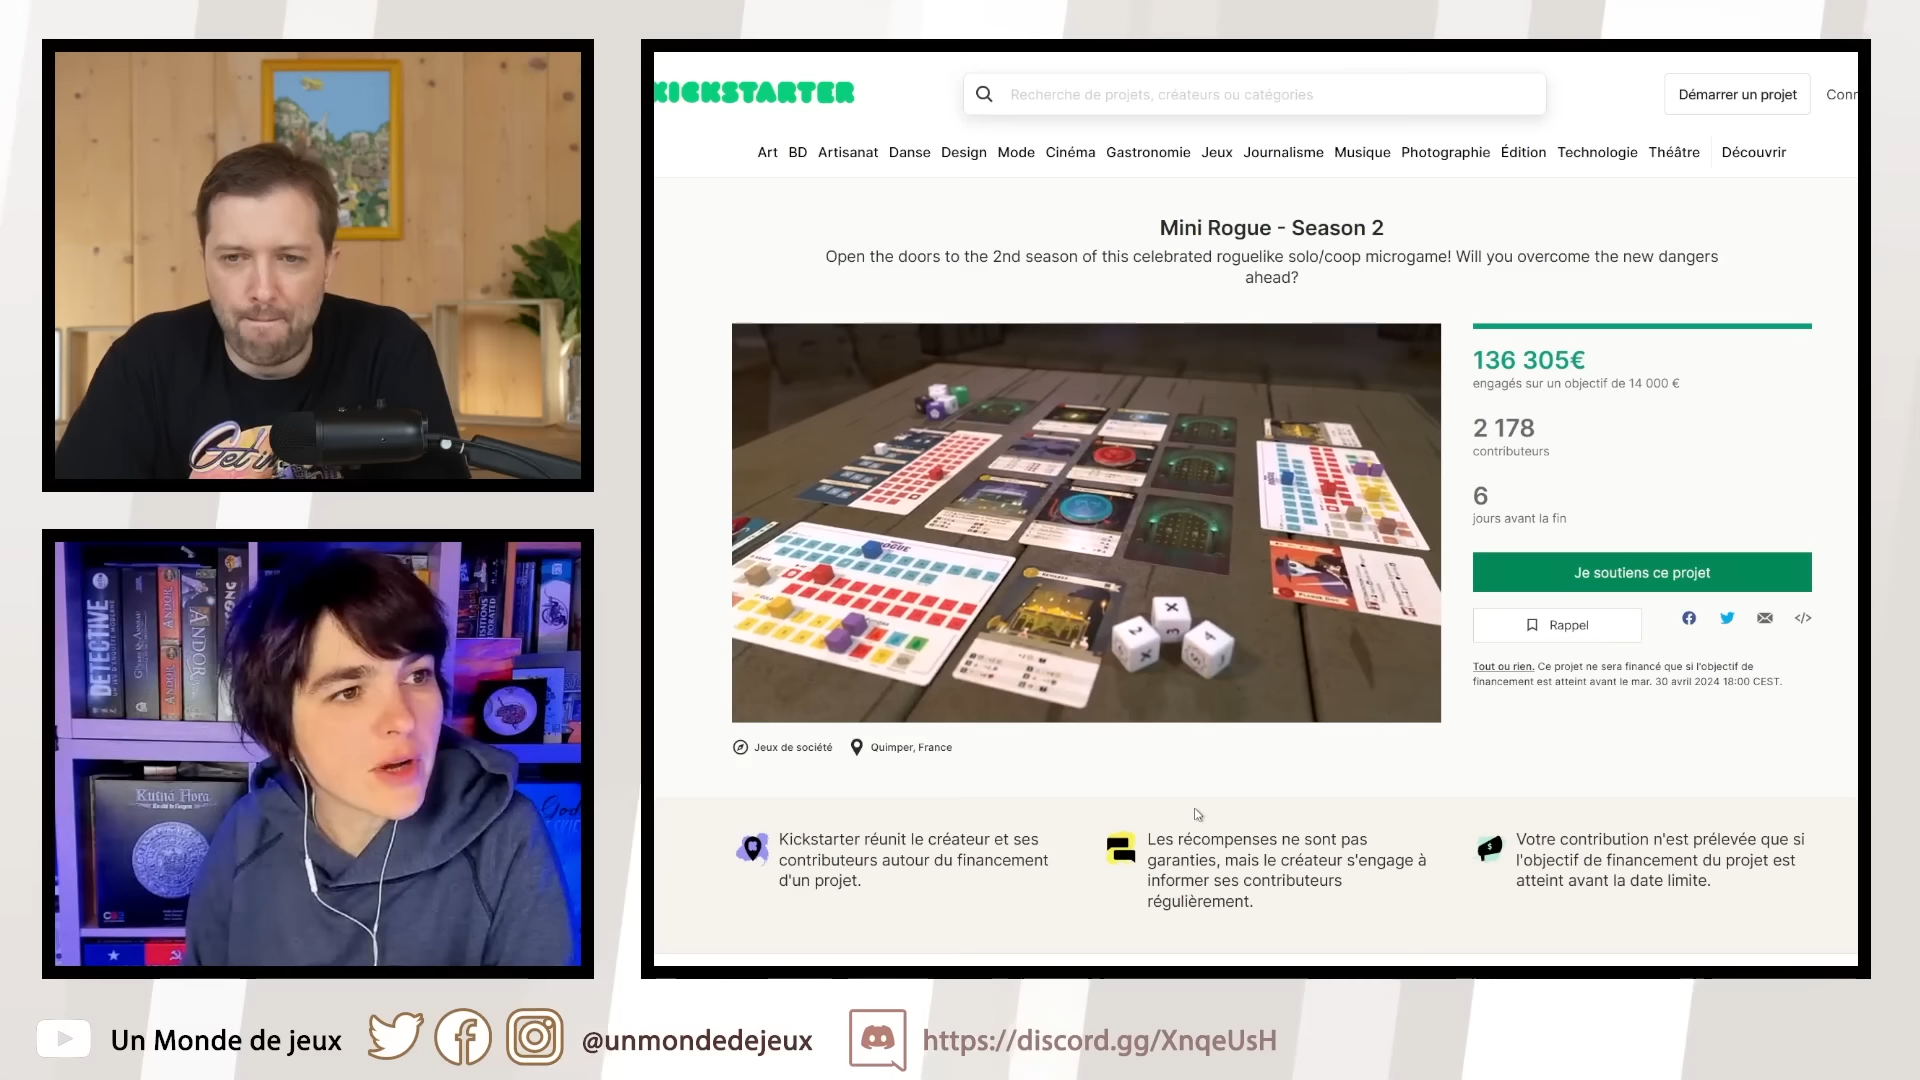 KICKSTARTER
Recherche de projets, créateurs ou catégories
Démarrer un projet
Conr
Art BD Artisanat Danse Design Mode Cinéma Gastronomie Jeux Journalisme Musique Photographie Édition Technologie Théâtre Découvrir
Mini Rogue - Season 2
Open the doors to the 2nd season of this celebrated roguelike solo/coop microgame! Will you overcome the new dangers
ahead?
136 305€
engagés sur un objectif de 14 000 €
2 178
contributeurs
6
jours avant la fin
Je soutiens ce projet
Rappel
Tout ou rien. Ce projet ne sera financé que si l'objectif de
financement est atteint avant le mar. 30 avril 2024 18:00 CEST.
Jeux de société
Quimper, France
Kickstarter réunit le créateur et ses
contributeurs autour du financement
d'un projet.
Les récompenses ne sont pas
garanties, mais le créateur s'engage à
informer ses contributeurs
régulièrement.
Votre contribution n'est prélevée que si
l'objectif de financement du projet est
atteint avant la date limite.
Get in
DETECTIVE
ANDOR
ANDOR
ANDOR
Kutná Hora
CGE
Un Monde de jeux
@unmondedejeux
https://discord.gg/XnqeUsH